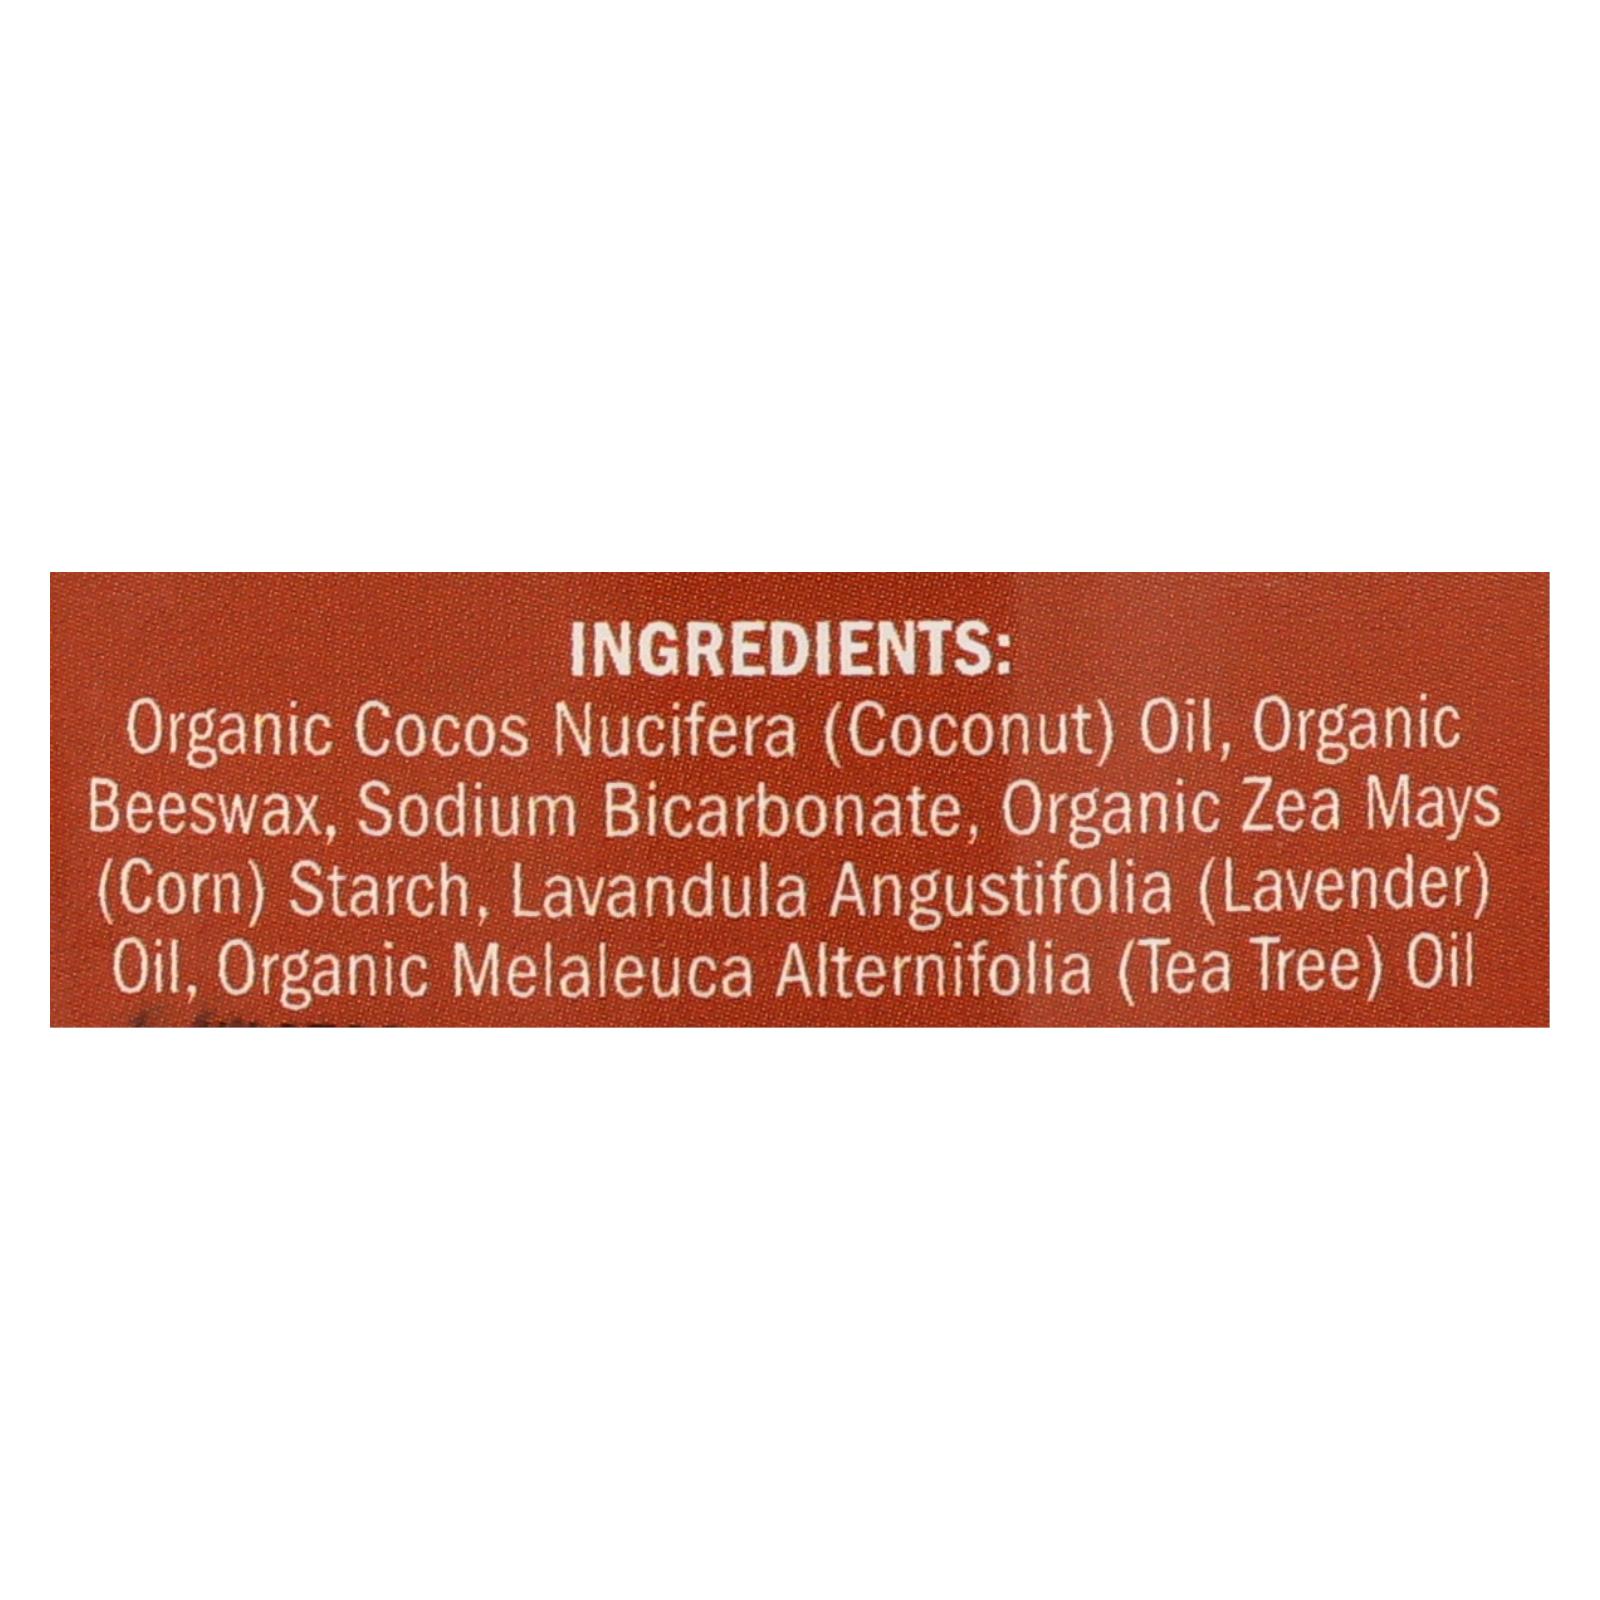 INGREDIENTS:
Organic Cocos Nucifera (Coconut) Oil, Organic
Beeswax, Sodium Bicarbonate, Organic Zea Mays
(Corn) Starch, Lavandula Angustifolia (Lavender)
Oil, Organic Melaleuca Alternifolia (Tea Tree) Oil